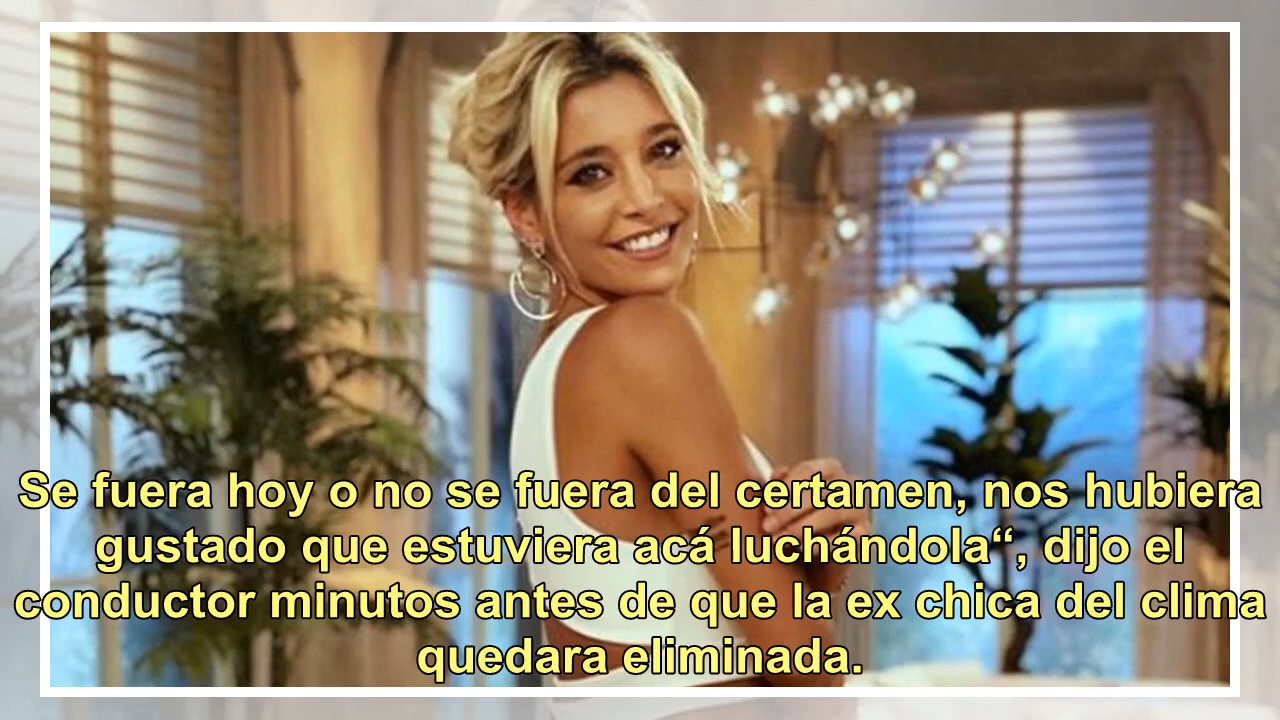 Se fuera hoy o no se fuera del certamen, nos hubiera
gustado que estuviera acá luchándola“, dijo el
conductor minutos antes de que la ex chica del clima
quedara eliminada.